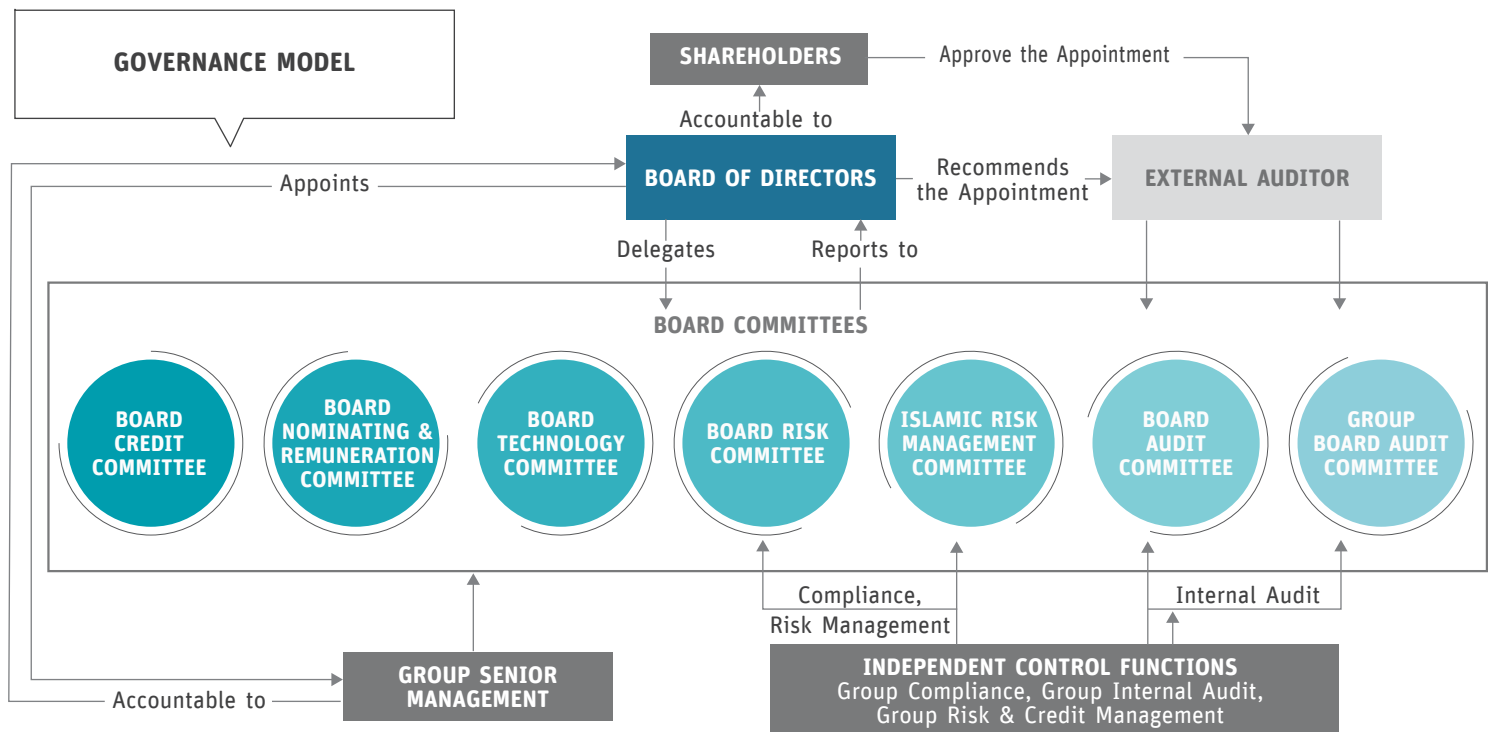 GOVERNANCE MODEL
SHAREHOLDERS
Approve the Appointment
Accountable to
BOARD OF DIRECTORS
Recommends
the Appointment
EXTERNAL AUDITOR
Appoints
Delegates
Reports to
BOARD COMMITTEES
BOARD
CREDIT
COMMITTEE
BOARD
NOMINATING &
REMUNERATION
COMMITTEE
BOARD
TECHNOLOGY
COMMITTEE
BOARD RISK
COMMITTEE
ISLAMIC RISK
MANAGEMENT
COMMITTEE
BOARD
AUDIT
COMMITTEE
GROUP
BOARD AUDIT
COMMITTEE
Compliance,
Risk Management
Internal Audit
GROUP SENIOR
MANAGEMENT
Accountable to
INDEPENDENT CONTROL FUNCTIONS
Group Compliance, Group Internal Audit,
Group Risk & Credit Management